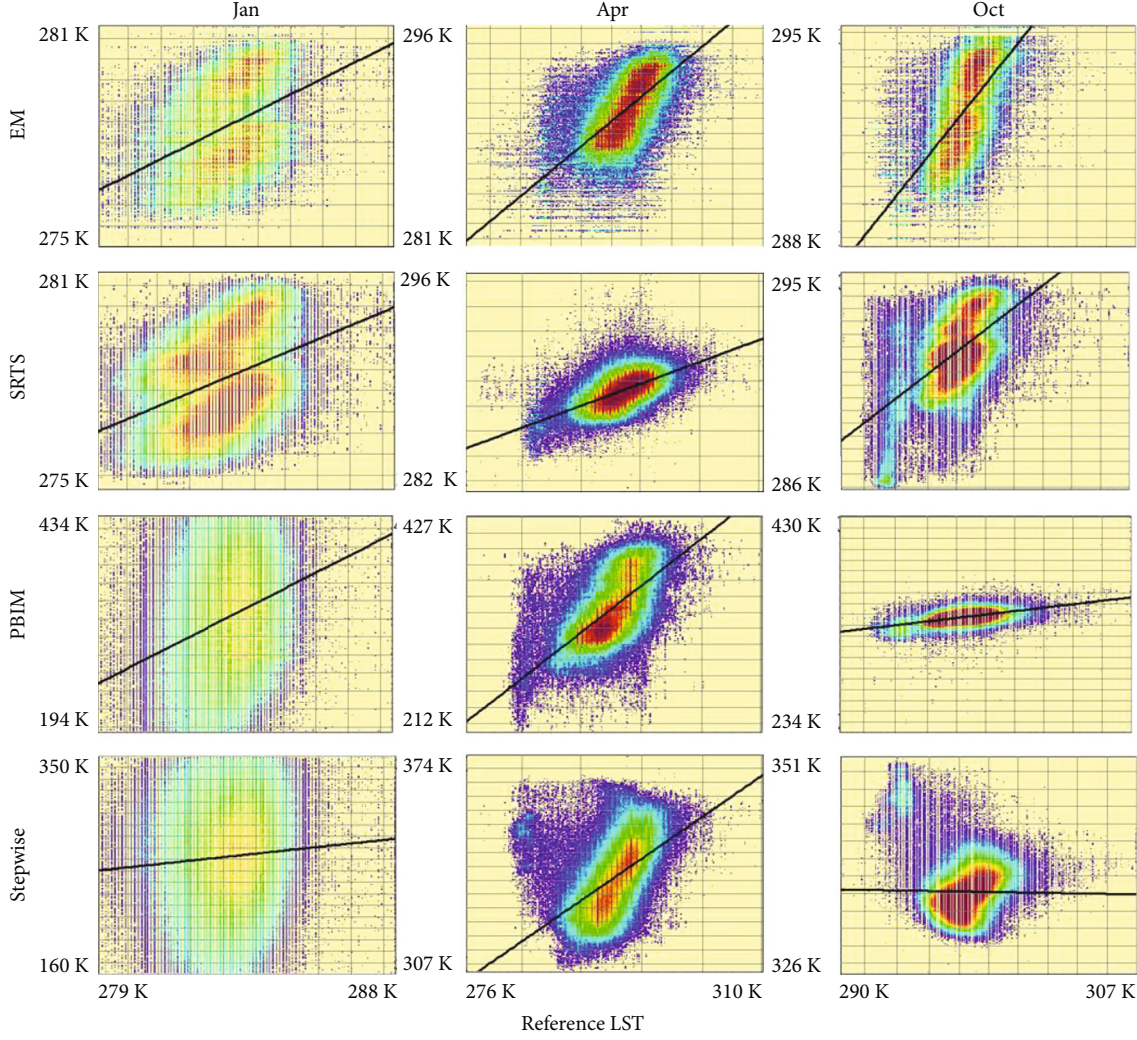 Jan Apr Oct
281 K 296 K 295 K
EM
275 K 281 K 288 K
281 K 296 K 295 K
SRTS
275 K 282 K 286 K
434 K 427 K 430 K
PBIM
194 K 212 K 234 K
350 K 374 K 351 K
Stepwise
160 K 307 K 326 K
279 K 288 K 276 K 310 K 290 K 307 K
Reference LST